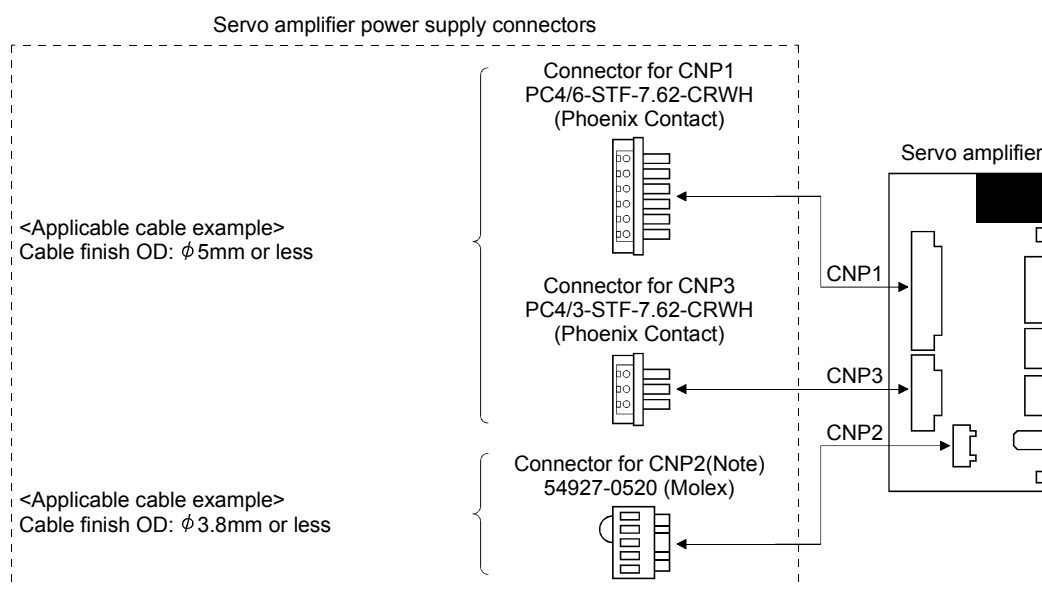 Servo amplifier power supply connectors
Connector for CNP1
PC4/6-STF-7.62-CRWH
(Phoenix Contact)
Servo amplifier
<Applicable cable example>
Cable finish OD: φ5mm or less
CNP1
Connector for CNP3
PC4/3-STF-7.62-CRWH
(Phoenix Contact)
CNP3
CNP2
Connector for CNP2(Note)
54927-0520 (Molex)
<Applicable cable example>
Cable finish OD: φ3.8mm or less